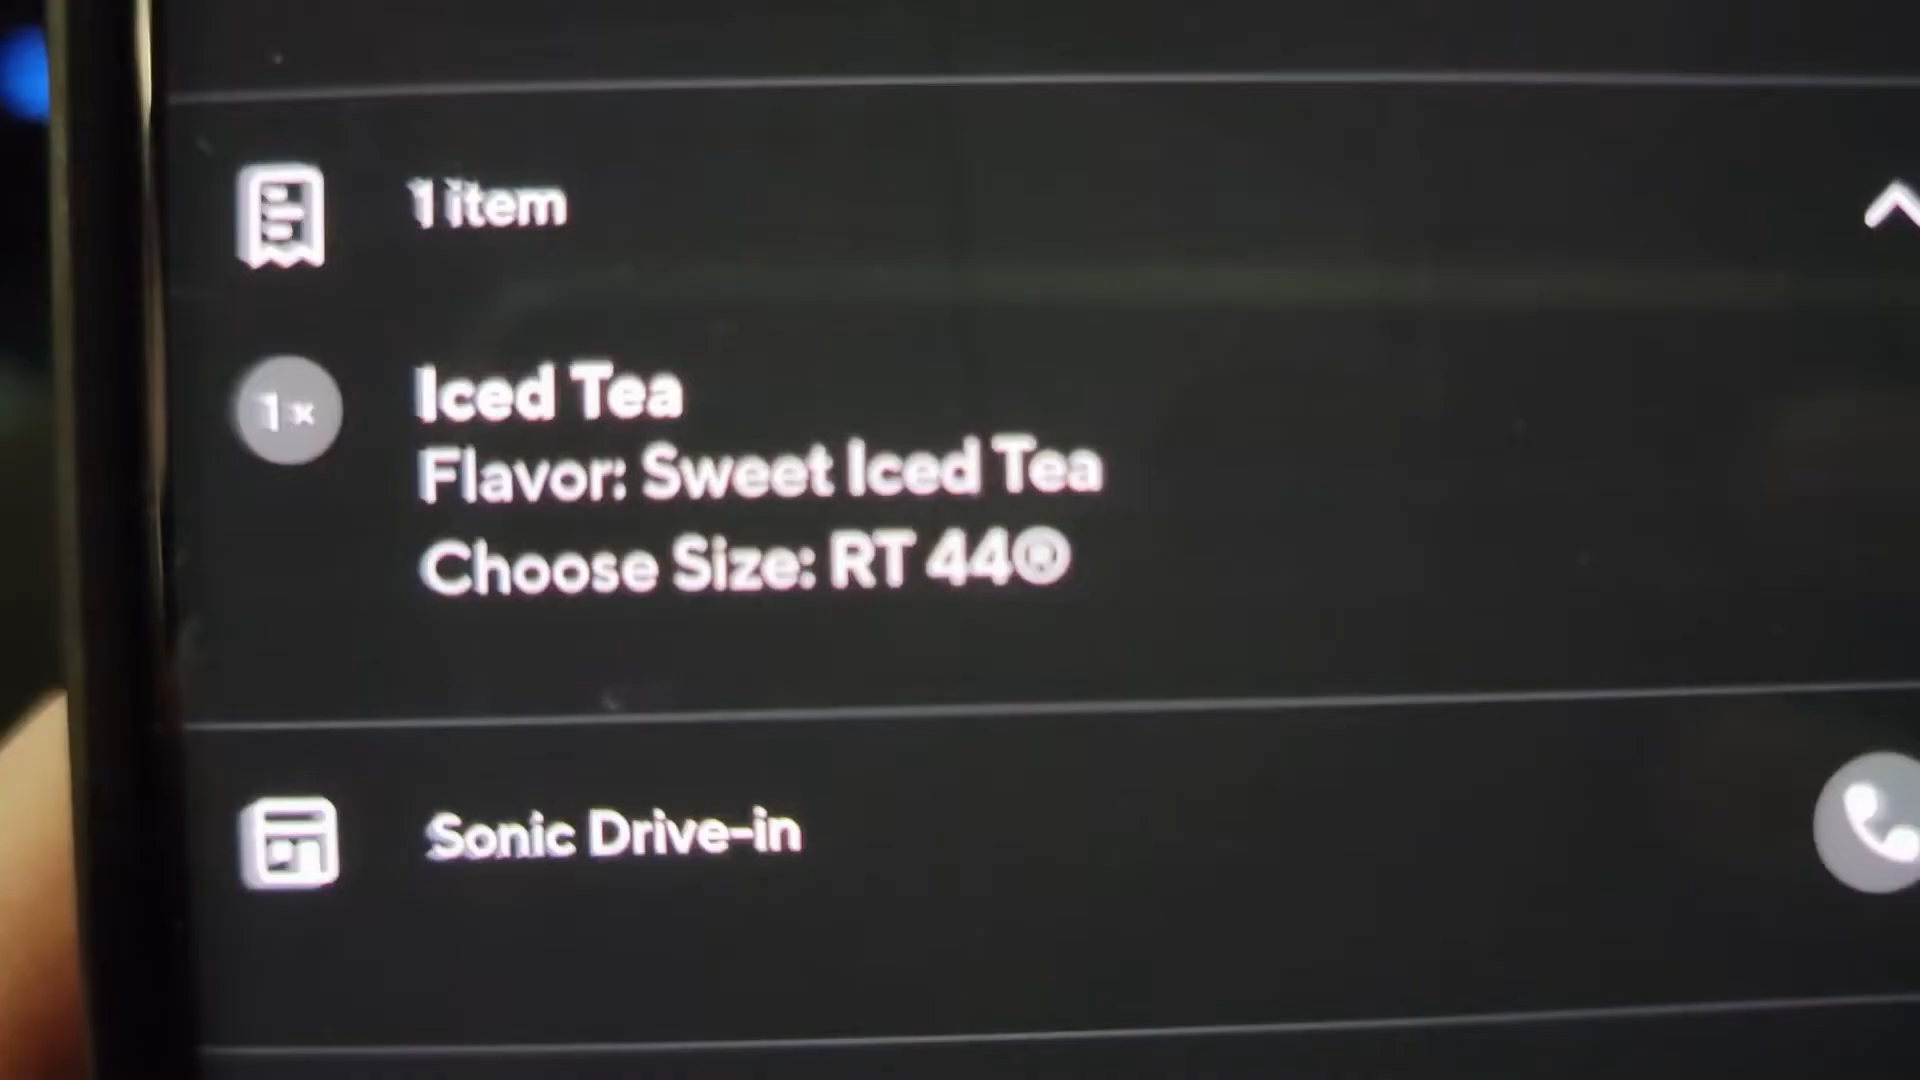 1 item
1×
Iced Tea
Flavor: Sweet Iced Tea
Choose Size: RT 44®
Sonic Drive-in